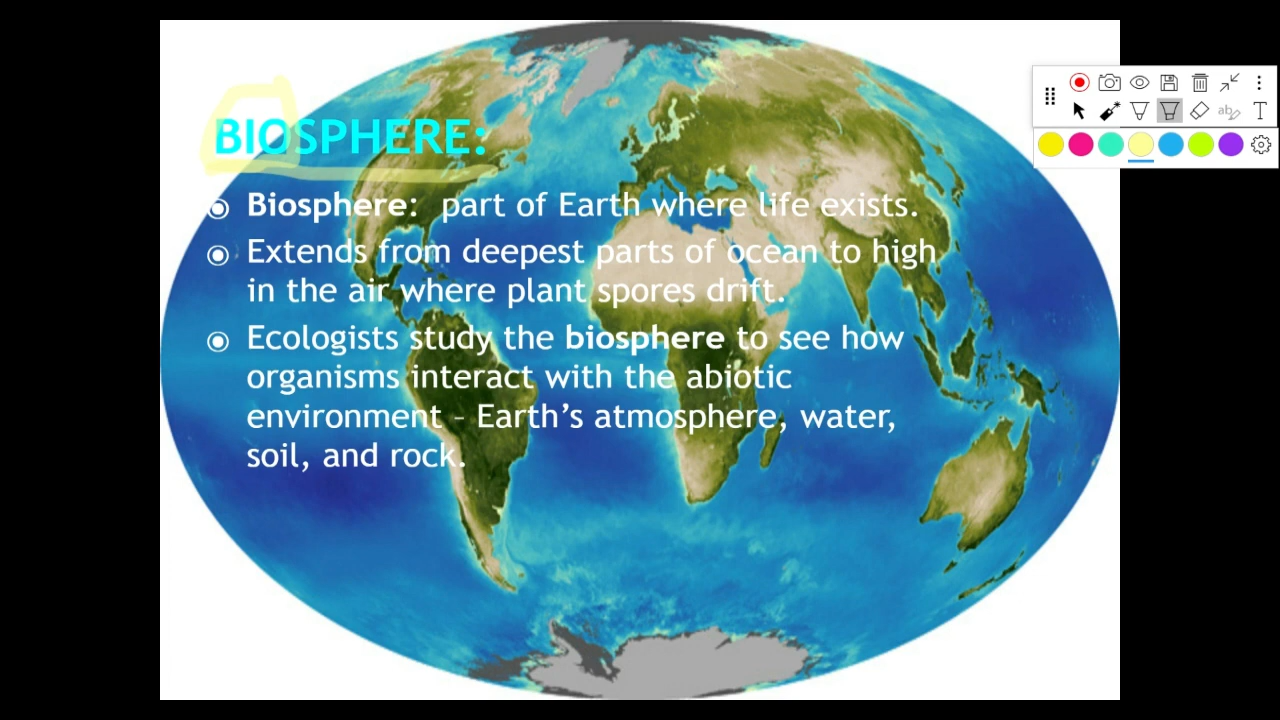 BIOSPHERE:
Biosphere: part of Earth where life exists.
Extends from deepest parts of ocean to high
in the air where plant spores drift.
Ecologists study the biosphere to see how
organisms interact with the abiotic
environment – Earth’s atmosphere, water,
soil, and rock.
ab
T